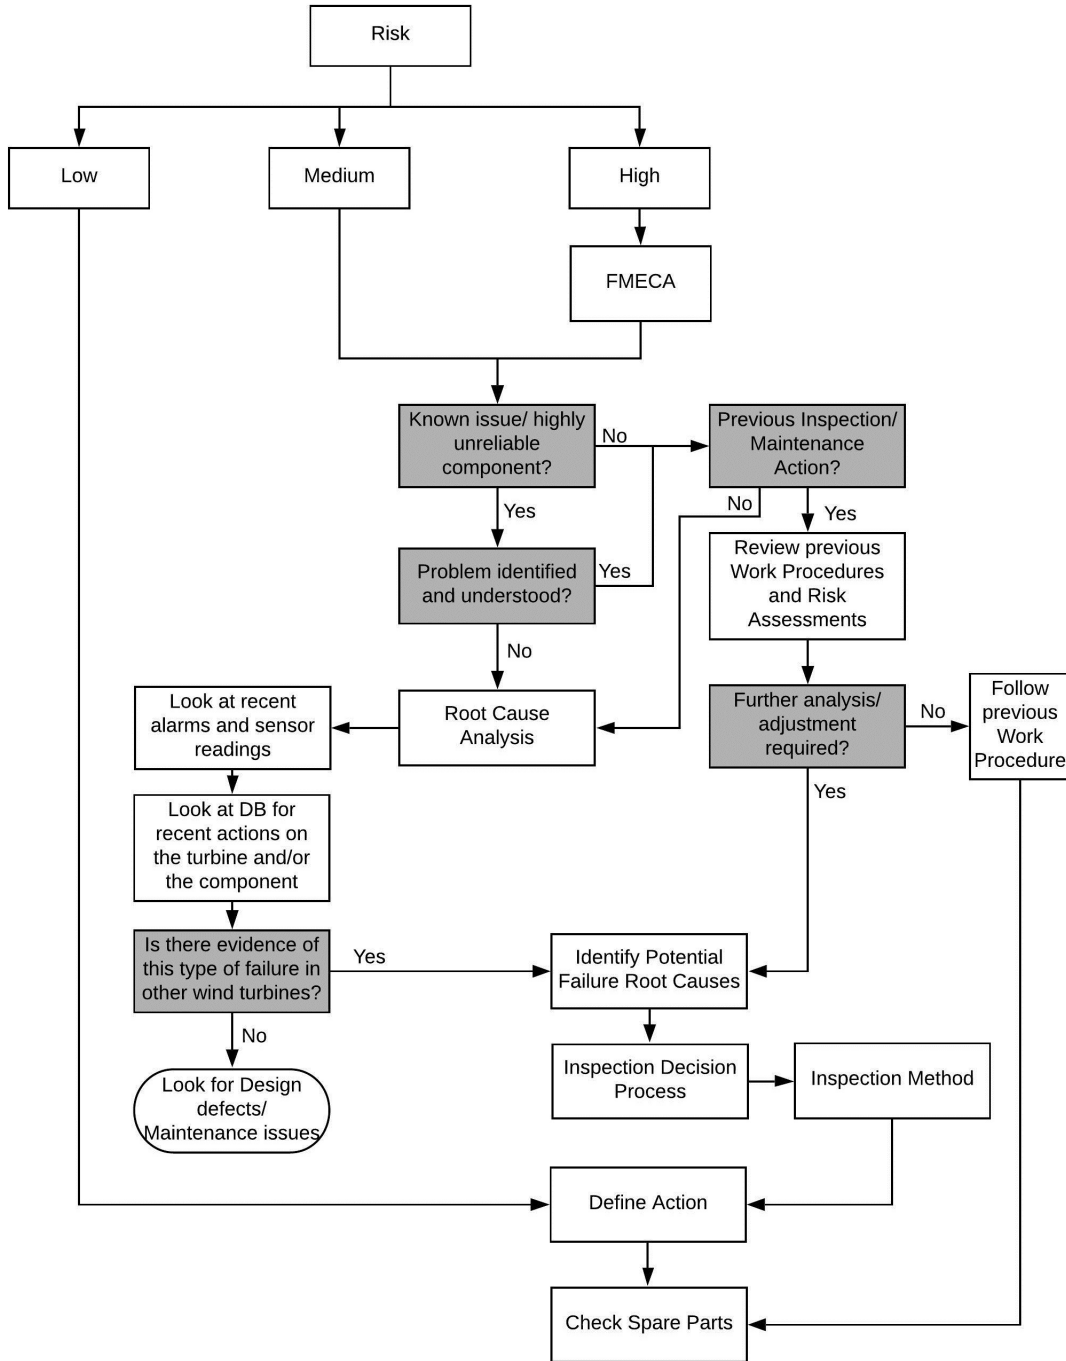 Risk
Low
Medium
High
FMECA
Known issue/ highly
unreliable
component?
No
Previous Inspection/
Maintenance
Action?
Yes
No
Yes
Problem identified
and understood?
Yes
Review previous
Work Procedures
and Risk
Assessments
No
Look at recent
alarms and sensor
readings
Root Cause
Analysis
Further analysis/
adjustment
required?
No
Follow
previous
Work
Procedure
Yes
Look at DB for
recent actions on
the turbine and/or
the component
Is there evidence of
this type of failure in
other wind turbines?
Yes
Identify Potential
Failure Root Causes
No
Look for Design
defects/
Maintenance issues
Inspection Decision
Process
Inspection Method
Define Action
Check Spare Parts